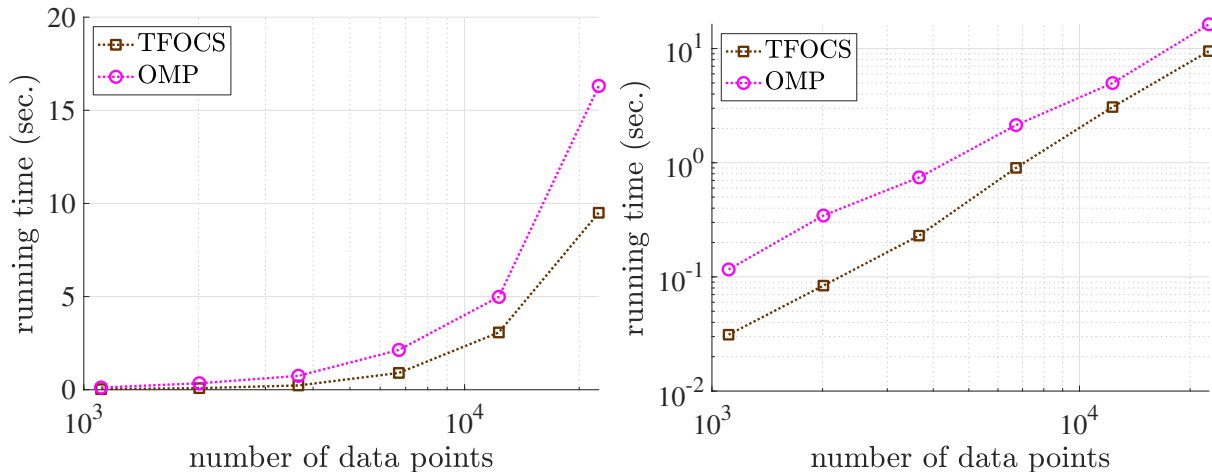 20
15
10
5
0
10^3
10^4
running time (sec.)
number of data points
TFOCS
OMP
10^1
10^0
10^-1
10^-2
10^3
10^4
running time (sec.)
number of data points
TFOCS
OMP